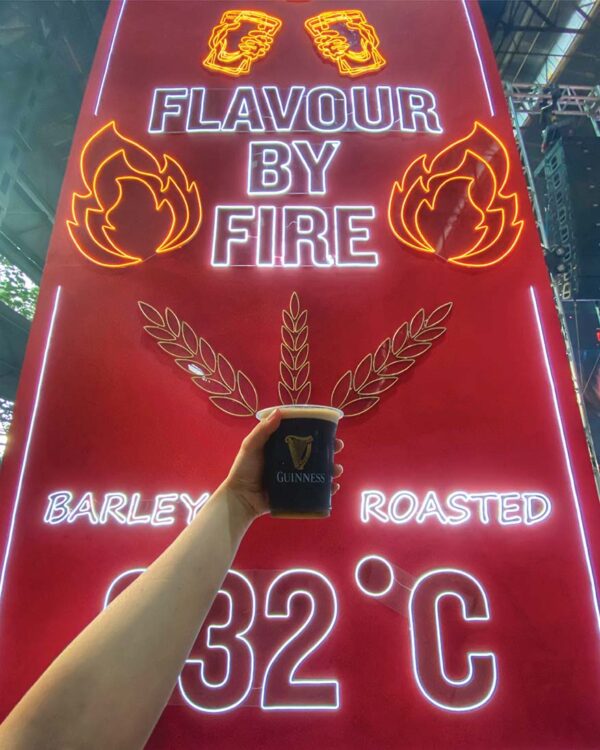 FLAVOUR
BY
FIRE
GUINNESS
BARLEY ROASTED
32°C